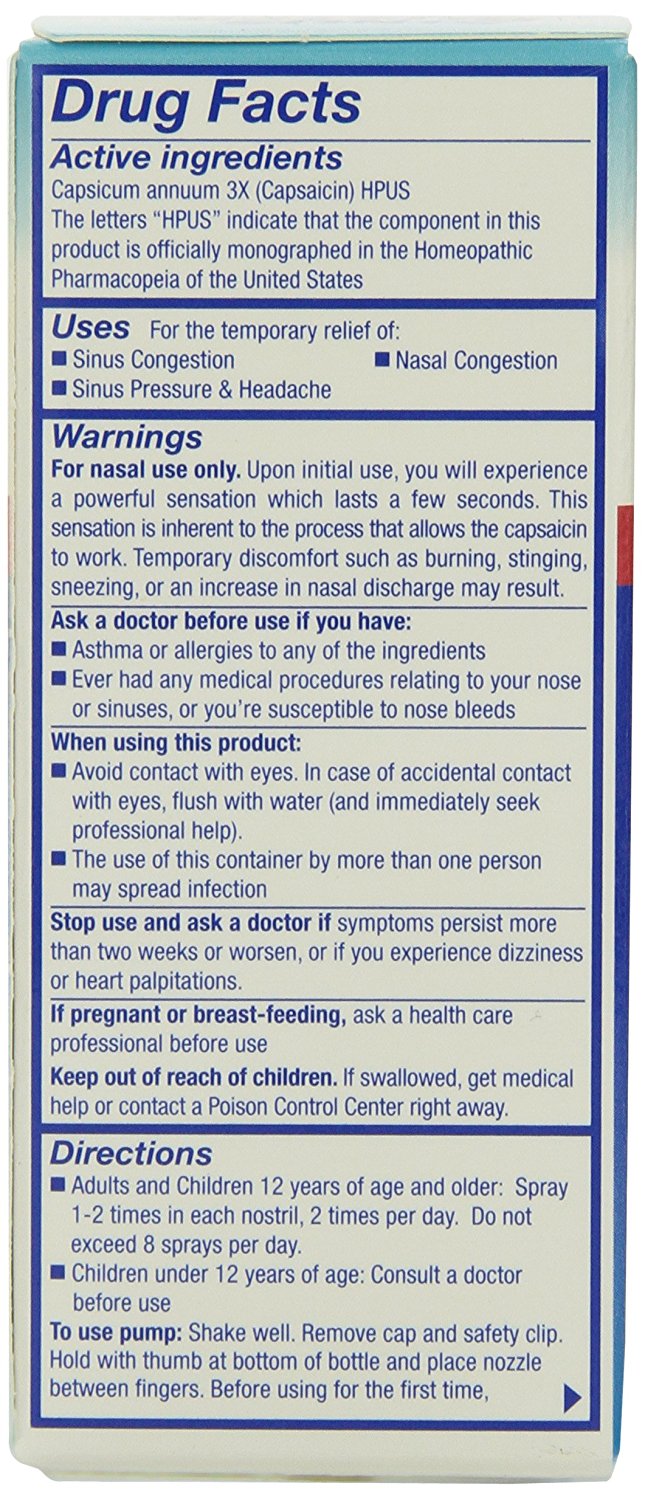 Drug Facts
Active ingredients
Capsicum annuum 3X (Capsaicin) HPUS
The letters “HPUS” indicate that the component in this
product is officially monographed in the Homeopathic
Pharmacopeia of the United States
Uses For the temporary relief of:
■ Sinus Congestion ■ Nasal Congestion
■ Sinus Pressure & Headache
Warnings
For nasal use only. Upon initial use, you will experience
a powerful sensation which lasts a few seconds. This
sensation is inherent to the process that allows the capsaicin
to work. Temporary discomfort such as burning, stinging,
sneezing, or an increase in nasal discharge may result.
Ask a doctor before use if you have:
■ Asthma or allergies to any of the ingredients
■ Ever had any medical procedures relating to your nose
or sinuses, or you’re susceptible to nose bleeds
When using this product:
■ Avoid contact with eyes. In case of accidental contact
with eyes, flush with water (and immediately seek
professional help).
■ The use of this container by more than one person
may spread infection
Stop use and ask a doctor if symptoms persist more
than two weeks or worsen, or if you experience dizziness
or heart palpitations.
If pregnant or breast-feeding, ask a health care
professional before use
Keep out of reach of children. If swallowed, get medical
help or contact a Poison Control Center right away.
Directions
■ Adults and Children 12 years of age and older: Spray
1-2 times in each nostril, 2 times per day. Do not
exceed 8 sprays per day.
■ Children under 12 years of age: Consult a doctor
before use
To use pump: Shake well. Remove cap and safety clip.
Hold with thumb at bottom of bottle and place nozzle
between fingers. Before using for the first time,